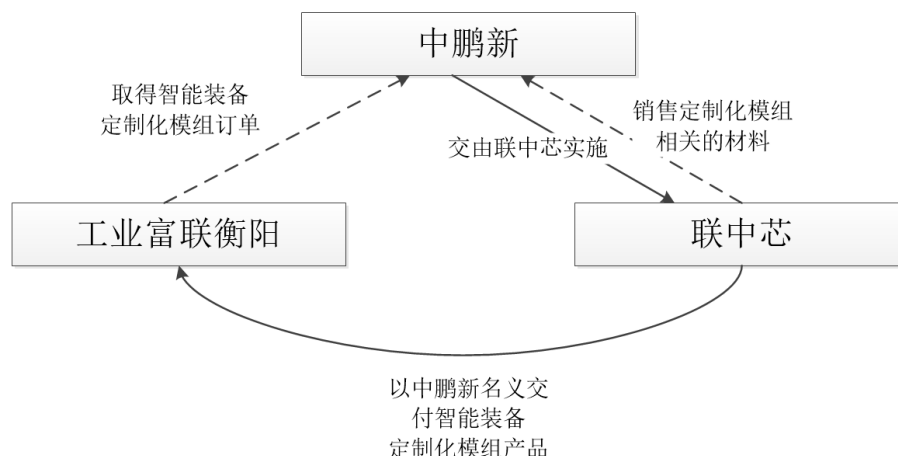 中鹏新
取得智能装备
定制化模组订单
销售定制化模组
相关的材料
交由联中芯实施
工业富联衡阳
联中芯
以中鹏新名义交
付智能装备
定制化模组产品